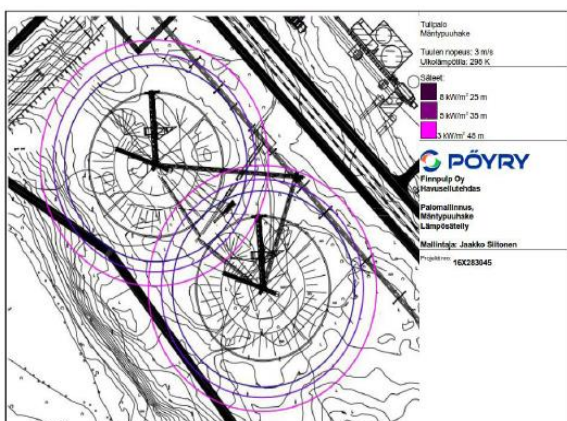 Tulipalo
Mäntypuuhake
Tuulen nopeus: 3 m/s
Ulkolämpötila: 298 K
Säteet:
8 kW/m² 25 m
5 kW/m² 35 m
3 kW/m² 48 m
PÖYRY
Finnpulp Oy
Havusellutehdas
Palomallinnus,
Mäntypuuhake
Lämpösäteily
Mallintaja: Jaakko Siitonen
Projektinro: 16X283045